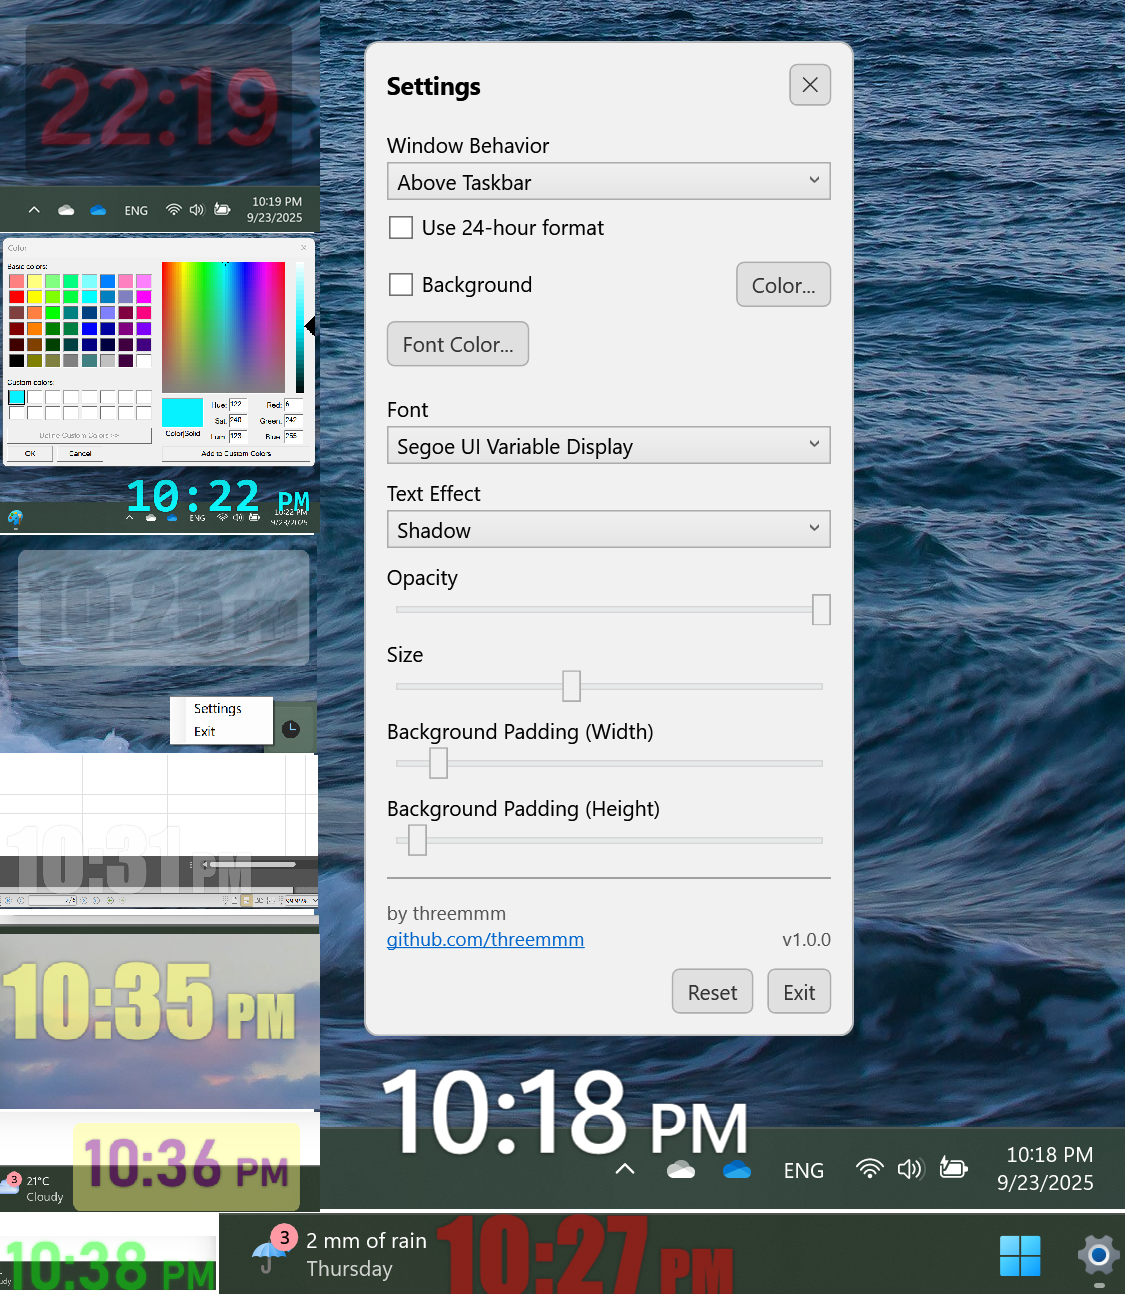 22:19
ENG
10:19 PM
9/23/2025
Color
Basic colors:
Custom colors:
Define Custom Colors >>
OK
Cancel
Hue: 122
Sat: 240
Lum: 123
Red: 6
Green: 242
Blue: 255
Color|Solid
Add to Custom Colors
10:22 PM
ENG
10:22 PM
9/23/2025
10:25 PM
Settings
Exit
10:31 PM
10:35 PM
10:36 PM
3
21°C
Cloudy
10:38 PM
Settings
Window Behavior
Above Taskbar
Use 24-hour format
Background
Color...
Font Color...
Font
Segoe UI Variable Display
Text Effect
Shadow
Opacity
Size
Background Padding (Width)
Background Padding (Height)
by threemmm
github.com/threemmm
v1.0.0
Reset
Exit
10:18 PM
ENG
10:18 PM
9/23/2025
3
2 mm of rain
Thursday
10:27 PM